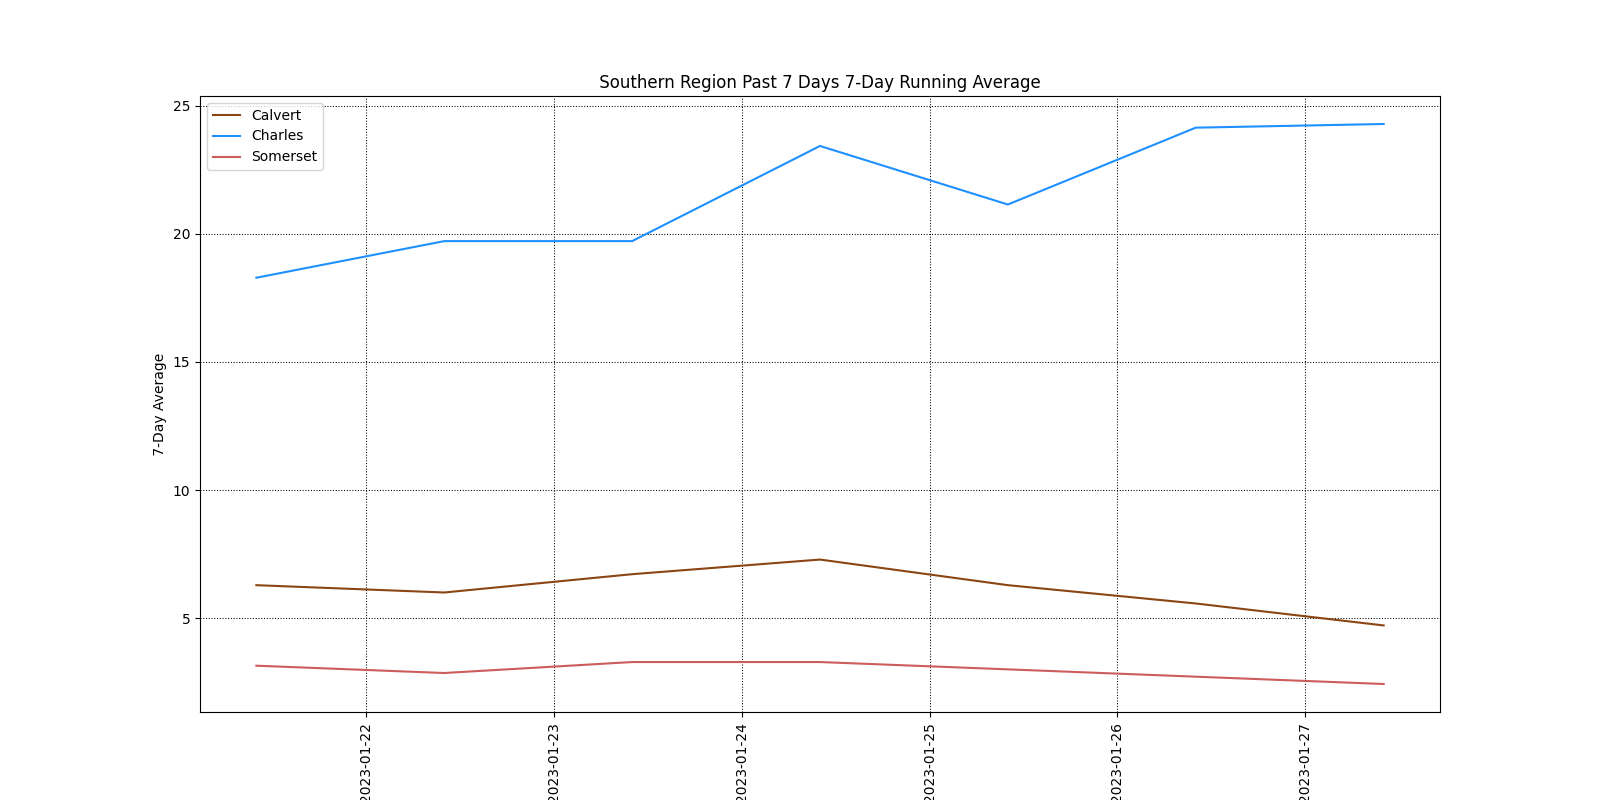 Southern Region Past 7 Days 7-Day Running Average
Calvert
Charles
Somerset
7-Day Average
25
20
15
10
5
2023-01-22
2023-01-23
2023-01-24
2023-01-25
2023-01-26
2023-01-27